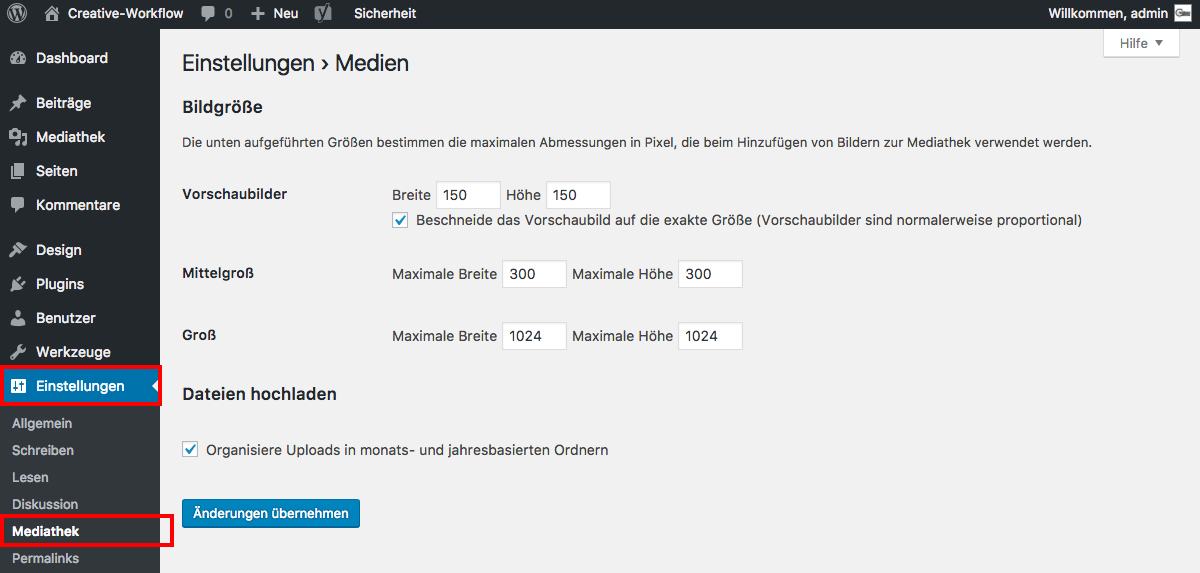 Creative-Workflow 0 Neu Sicherheit Willkommen, admin
Hilfe
Dashboard
Beiträge
Mediathek
Seiten
Kommentare
Design
Plugins
Benutzer
Werkzeuge
Einstellungen
Allgemein
Schreiben
Lesen
Diskussion
Mediathek
Permalinks
Einstellungen › Medien
Bildgröße
Die unten aufgeführten Größen bestimmen die maximalen Abmessungen in Pixel, die beim Hinzufügen von Bildern zur Mediathek verwendet werden.
Vorschaubilder Breite 150 Höhe 150
Beschneide das Vorschaubild auf die exakte Größe (Vorschaubilder sind normalerweise proportional)
Mittelgroß Maximale Breite 300 Maximale Höhe 300
Groß Maximale Breite 1024 Maximale Höhe 1024
Dateien hochladen
Organisiere Uploads in monats- und jahresbasierten Ordnern
Änderungen übernehmen